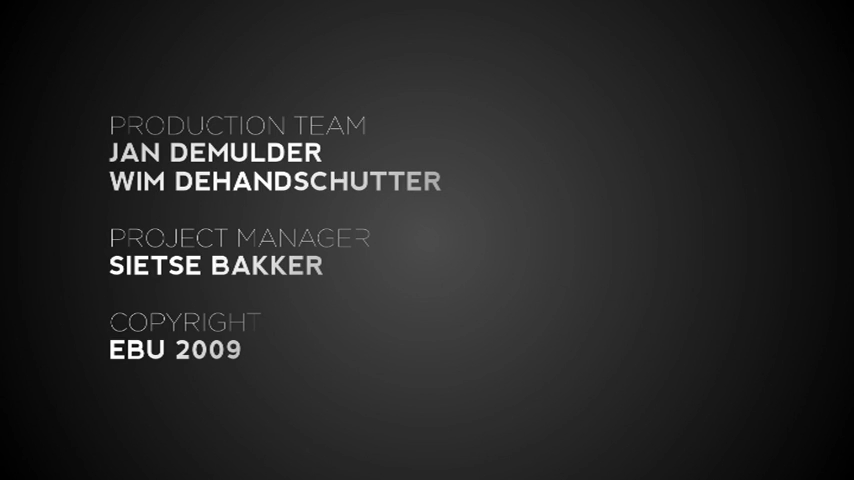 PRODUCTION TEAM
JAN DEMULDER
WIM DEHANDSCHUTTER
PROJECT MANAGER
SIETSE BAKKER
COPYRIGHT
EBU 2009